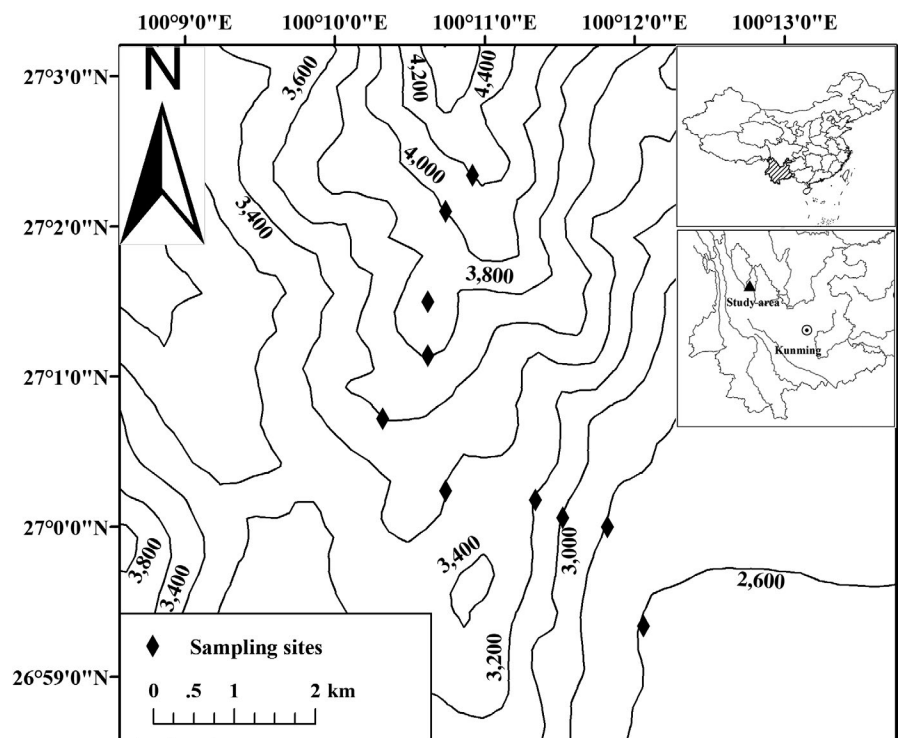 100°9'0"E 100°10'0"E 100°11'0"E 100°12'0"E 100°13'0"E
27°3'0"N
27°2'0"N
27°1'0"N
27°0'0"N
26°59'0"N
N
3,600
4,200
4,400
4,000
3,400
3,800
3,800
3,400
3,400
3,000
3,200
2,600
Study area
Kunming
Sampling sites
0 .5 1 2 km